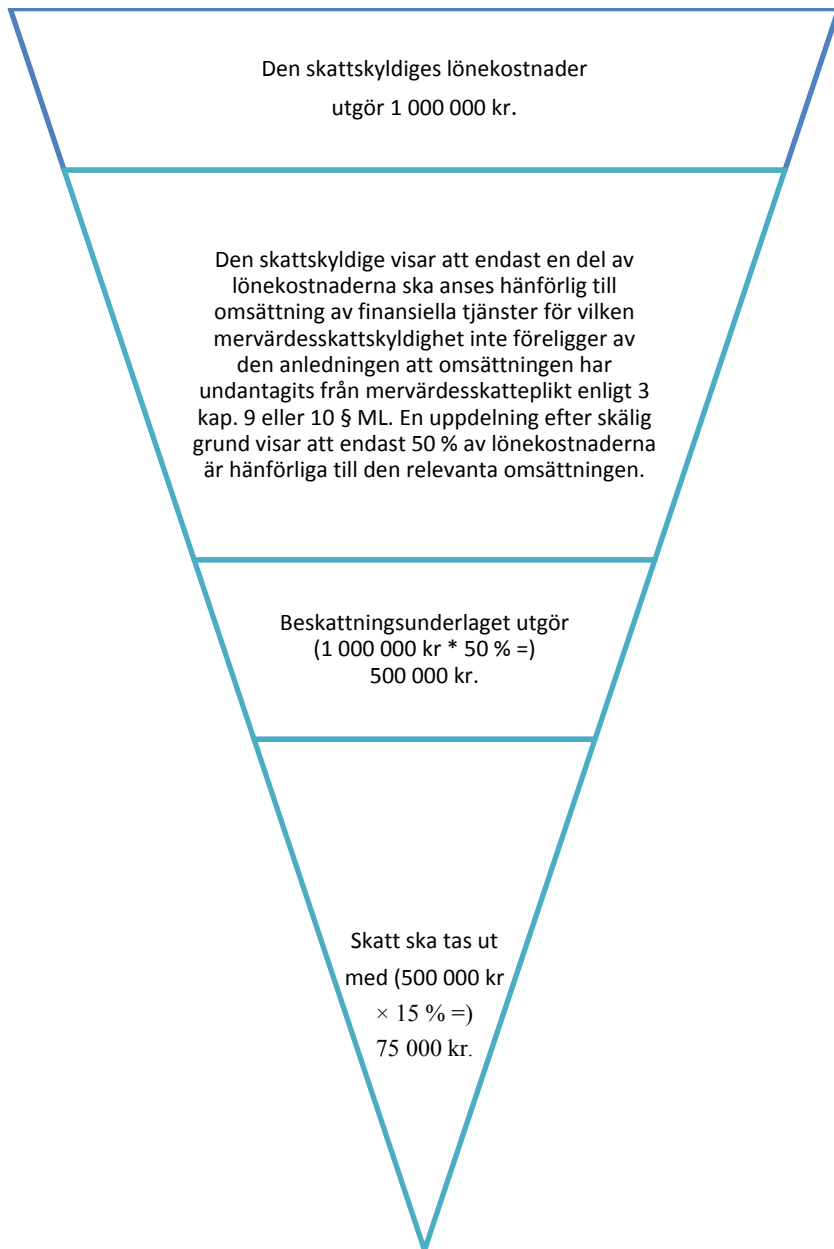 Den skattskyldiges lönekostnader
utgör 1 000 000 kr.
Den skattskyldige visar att endast en del av
lönekostnaderna ska anses hänförlig till
omsättning av finansiella tjänster för vilken
mervärdesskattskyldighet inte föreligger av
den anledningen att omsättningen har
undantagits från mervärdesskatteplikt enligt 3
kap. 9 eller 10 § ML. En uppdelning efter skälig
grund visar att endast 50 % av lönekostnaderna
är hänförliga till den relevanta omsättningen.
Beskattningsunderlaget utgör
(1 000 000 kr * 50 % =)
500 000 kr.
Skatt ska tas ut
med (500 000 kr
× 15 % =)
75 000 kr.